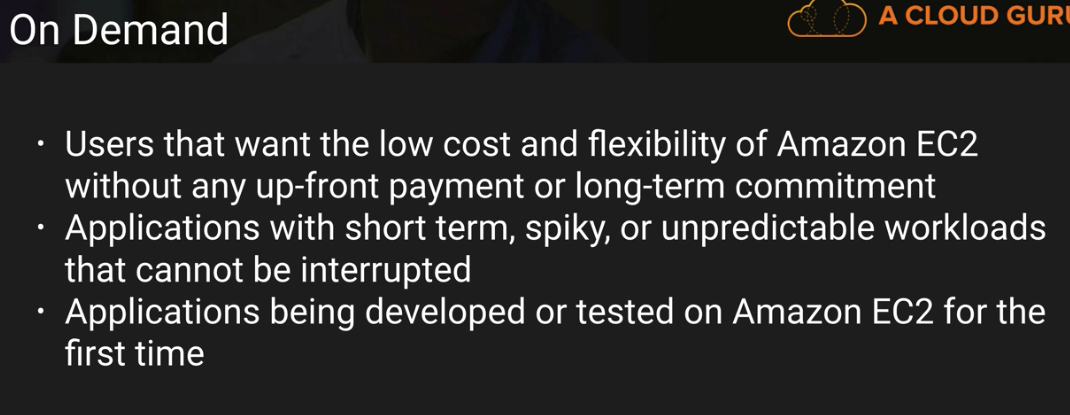 On Demand
A CLOUD GURU
• Users that want the low cost and flexibility of Amazon EC2
without any up-front payment or long-term commitment
• Applications with short term, spiky, or unpredictable workloads
that cannot be interrupted
• Applications being developed or tested on Amazon EC2 for the
first time